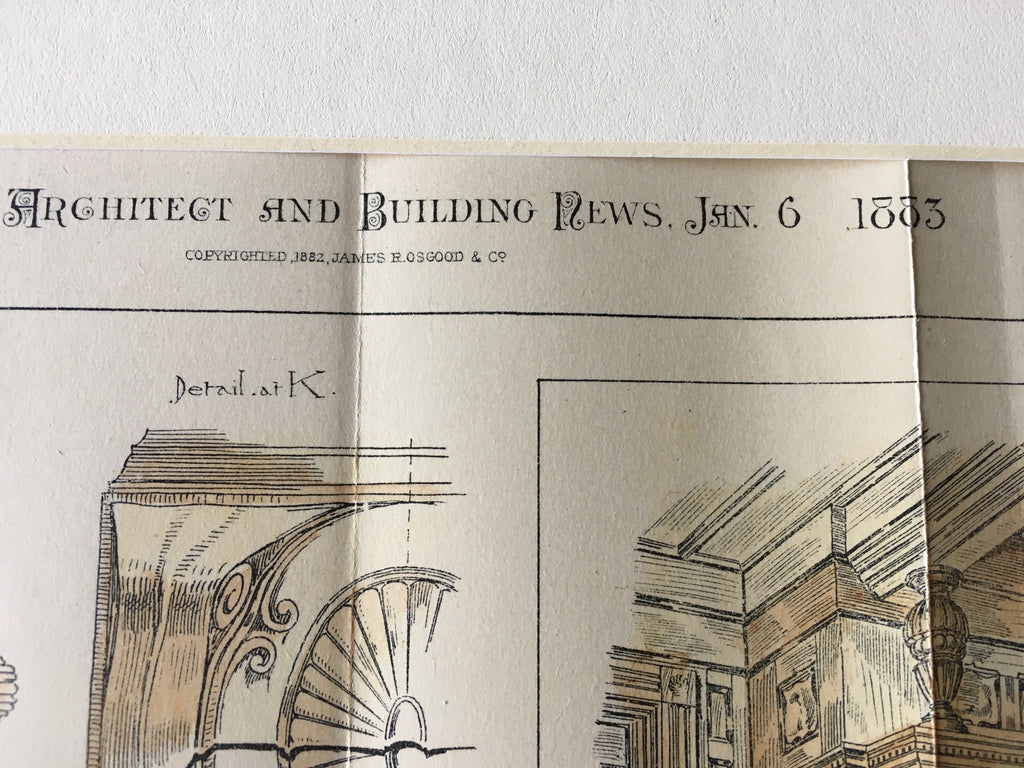 ARCHITECT AND BUILDING NEWS, JAN. 6 1883
COPYRIGHTED, 1882, JAMES R. OSGOOD & Cº
Detail.at K.